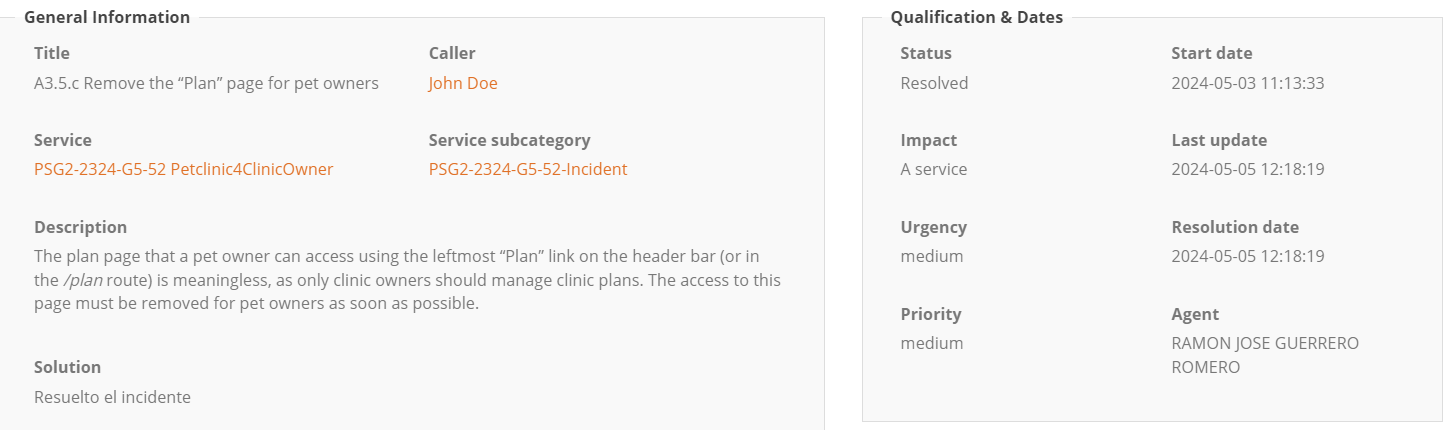 General Information
Title
A3.5.c Remove the “Plan” page for pet owners
Caller
John Doe
Service
PSG2-2324-G5-52 Petclinic4ClinicOwner
Service subcategory
PSG2-2324-G5-52-Incident
Description
The plan page that a pet owner can access using the leftmost “Plan” link on the header bar (or in
the /plan route) is meaningless, as only clinic owners should manage clinic plans. The access to this
page must be removed for pet owners as soon as possible.
Solution
Resuelto el incidente
Qualification & Dates
Status
Resolved
Start date
2024-05-03 11:13:33
Impact
A service
Last update
2024-05-05 12:18:19
Urgency
medium
Resolution date
2024-05-05 12:18:19
Priority
medium
Agent
RAMON JOSE GUERRERO
ROMERO